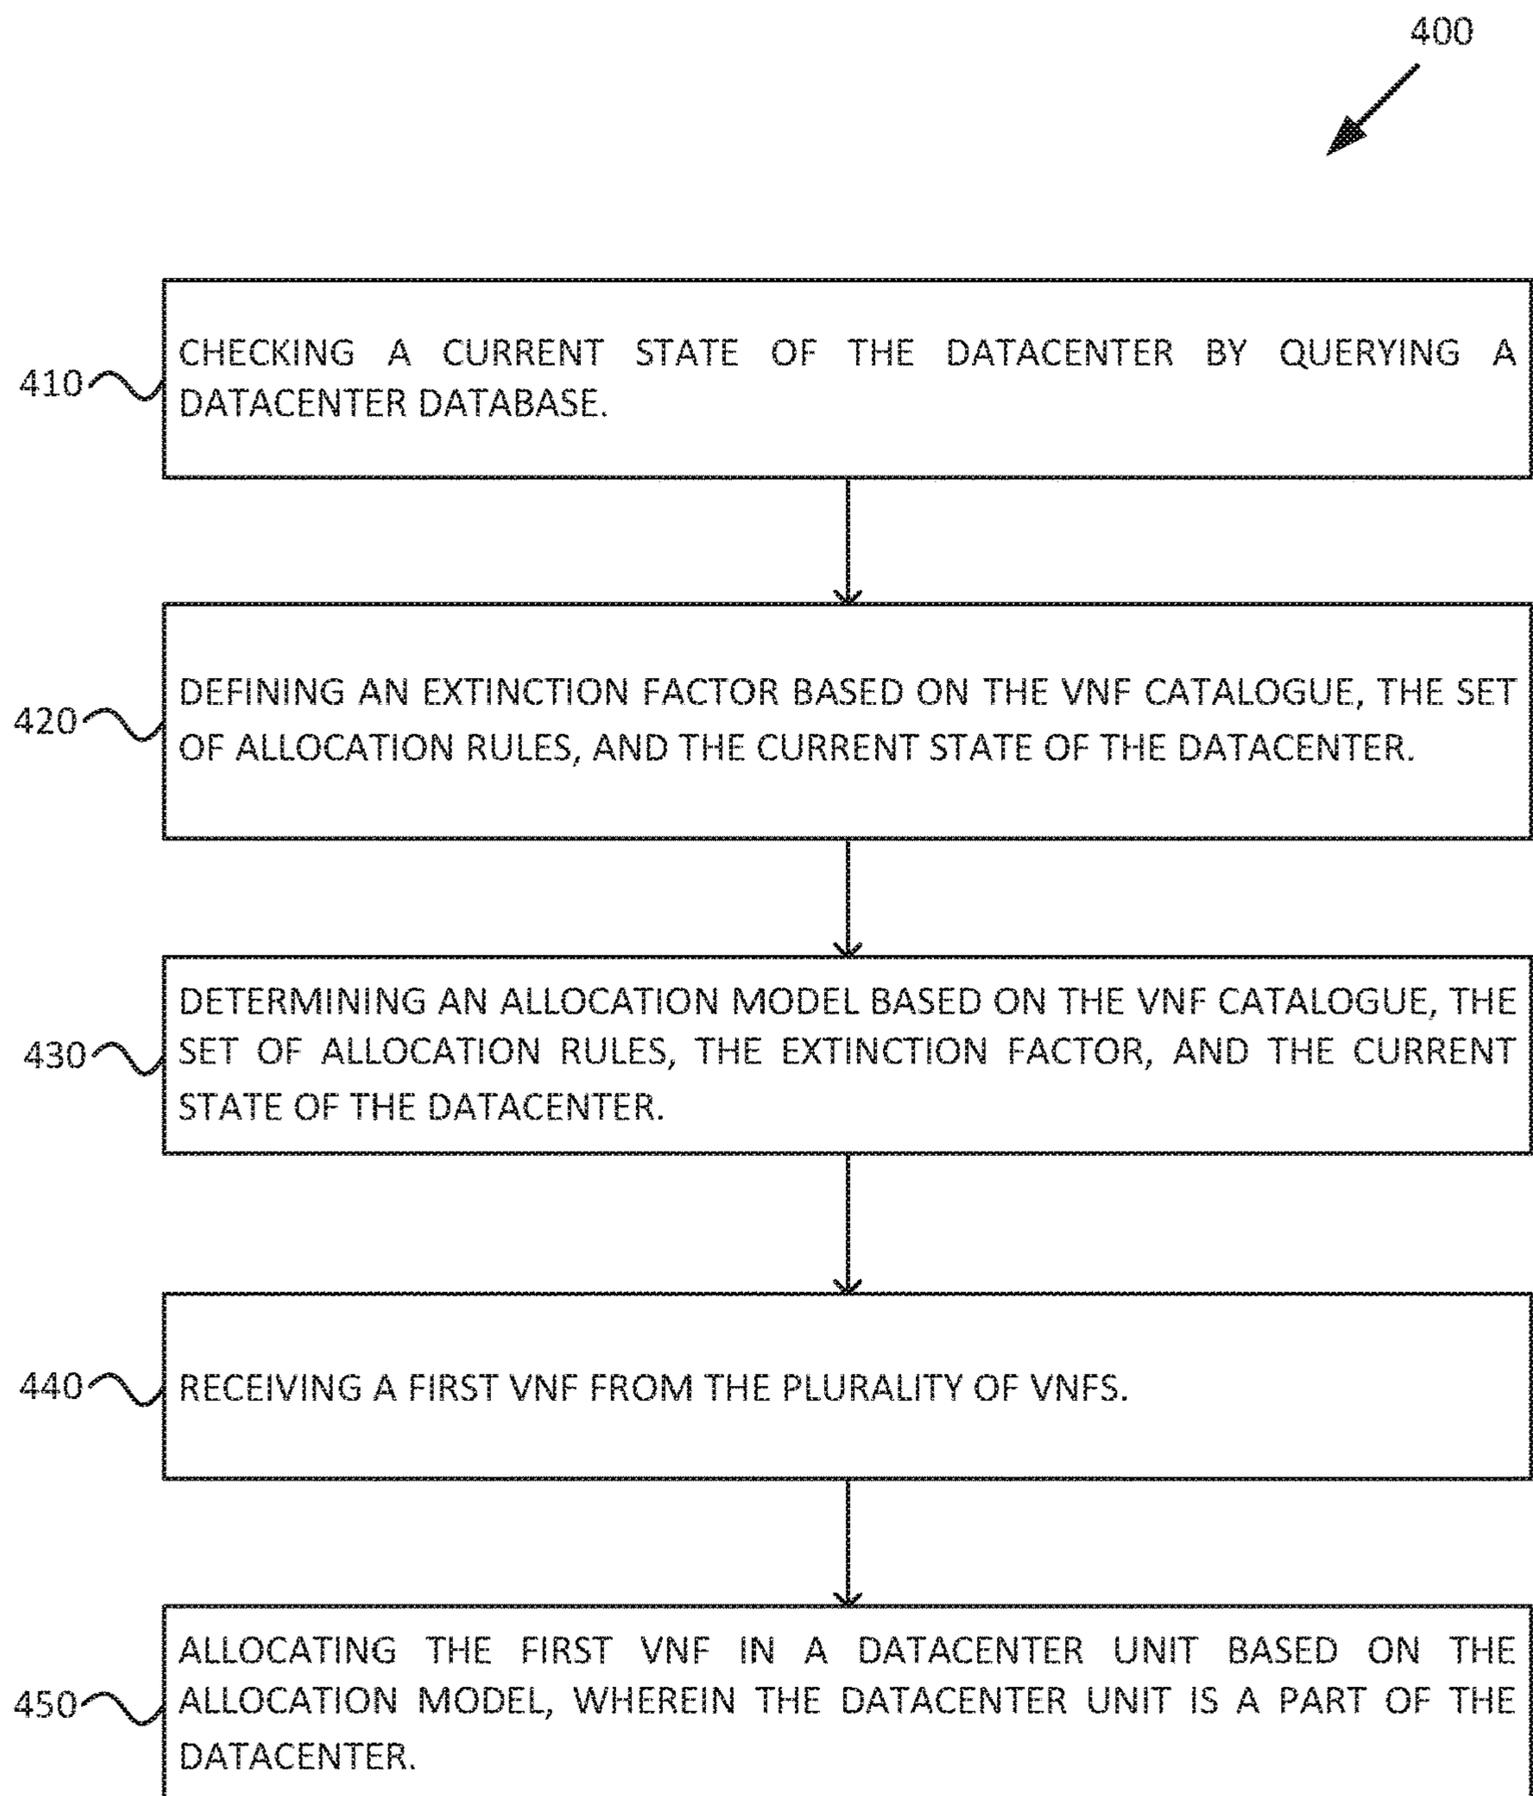 400
410
CHECKING A CURRENT STATE OF THE DATACENTER BY QUERYING A
DATACENTER DATABASE.
420
DEFINING AN EXTINCTION FACTOR BASED ON THE VNF CATALOGUE, THE SET
OF ALLOCATION RULES, AND THE CURRENT STATE OF THE DATACENTER.
430
DETERMINING AN ALLOCATION MODEL BASED ON THE VNF CATALOGUE, THE
SET OF ALLOCATION RULES, THE EXTINCTION FACTOR, AND THE CURRENT
STATE OF THE DATACENTER.
440
RECEIVING A FIRST VNF FROM THE PLURALITY OF VNFS.
450
ALLOCATING THE FIRST VNF IN A DATACENTER UNIT BASED ON THE
ALLOCATION MODEL, WHEREIN THE DATACENTER UNIT IS A PART OF THE
DATACENTER.